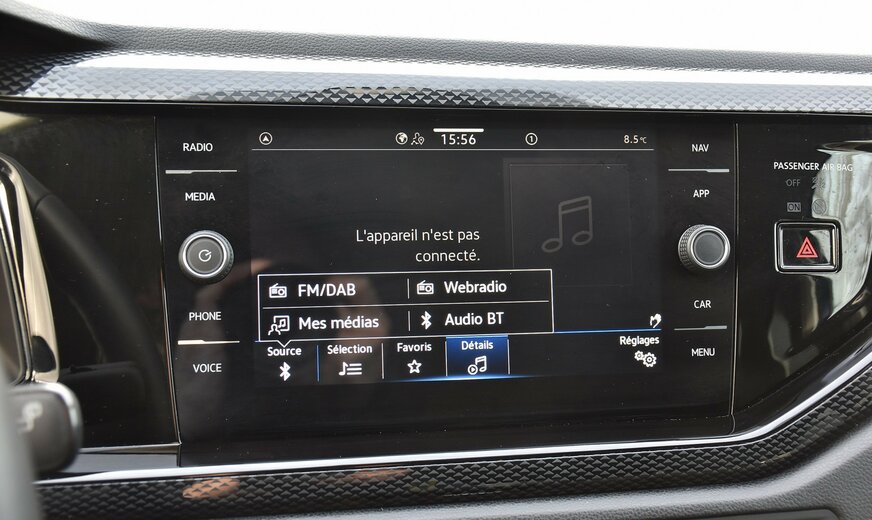 RADIO
MEDIA
PHONE
VOICE
15:56
1
8.5°C
L'appareil n'est pas
connecté.
FM/DAB
Webradio
Mes médias
Audio BT
Source
Sélection
Favoris
Détails
Réglages
NAV
APP
CAR
MENU
PASSENGER AIR BAG
OFF
ON